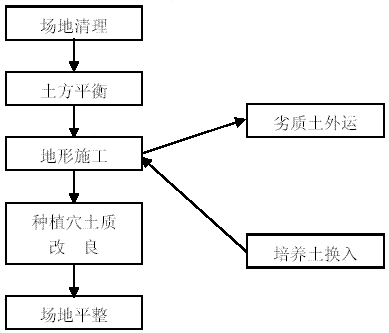 场地清理
土方平衡
劣质土外运
地形施工
种植穴土质
改 良
培养土换入
场地平整